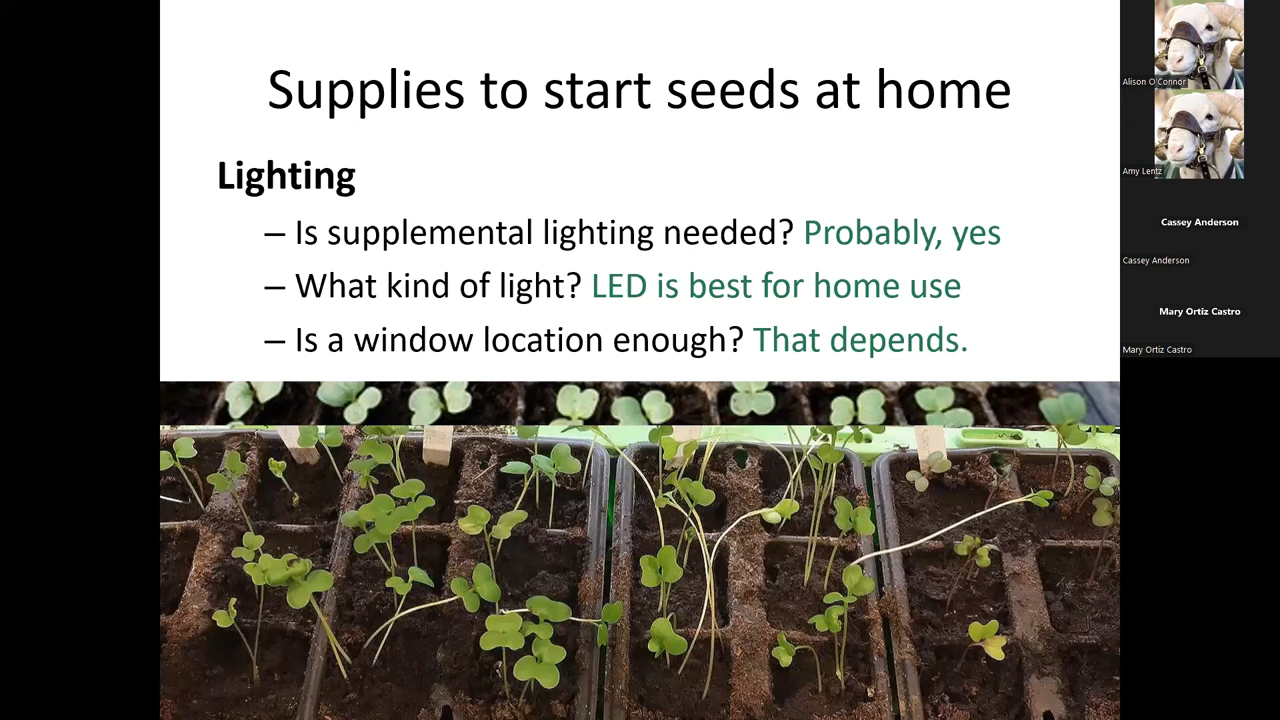 Supplies to start seeds at home
Lighting
– Is supplemental lighting needed? Probably, yes
– What kind of light? LED is best for home use
– Is a window location enough? That depends.
Alison O'Connor
Amy Lentz
Cassey Anderson
Cassey Anderson
Mary Ortiz Castro
Mary Ortiz Castro